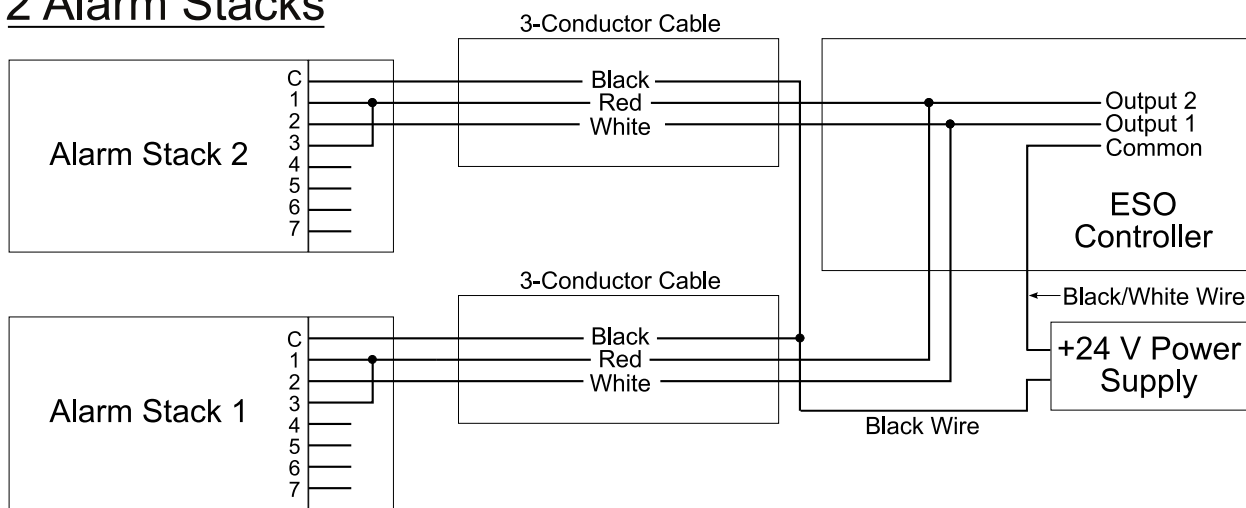 2 Alarm Stacks
3-Conductor Cable
Alarm Stack 2
C
1
2
3
4
5
6
7
Black
Red
White
Output 2
Output 1
Common
ESO
Controller
3-Conductor Cable
Black/White Wire
Alarm Stack 1
C
1
2
3
4
5
6
7
Black
Red
White
+24 V Power
Supply
Black Wire